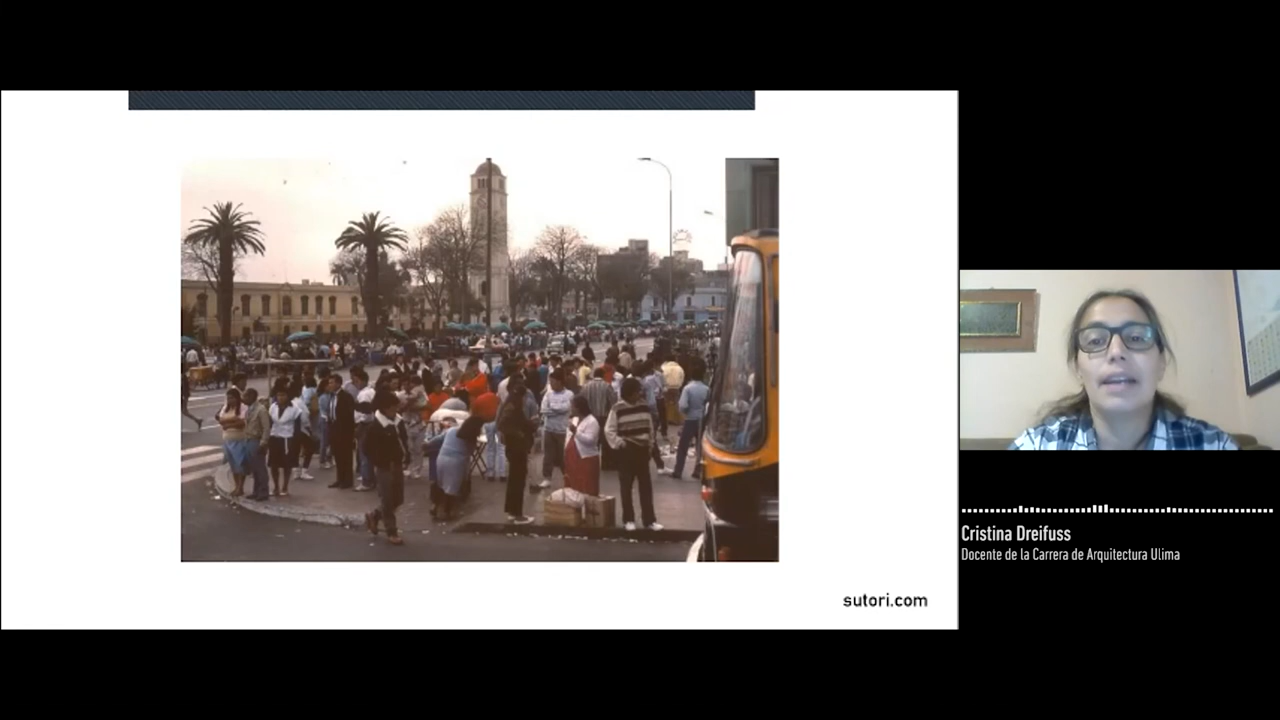 sutori.com
Cristina Dreifuss
Docente de la Carrera de Arquitectura Ulima